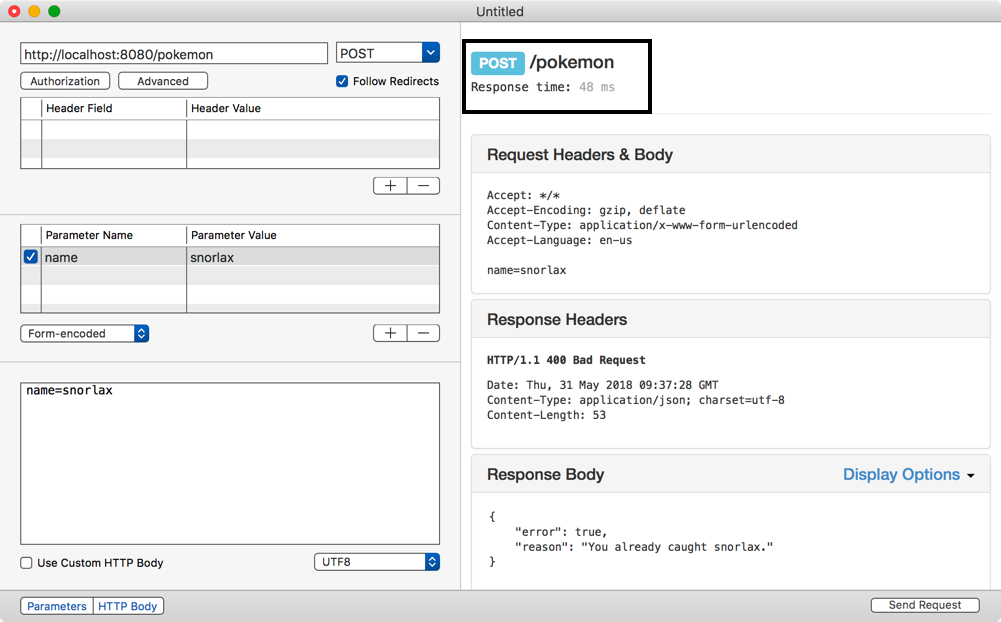 Untitled
http://localhost:8080/pokemon
POST
Authorization
Advanced
Follow Redirects
Header Field
Header Value
Parameter Name
Parameter Value
name
snorlax
Form-encoded
name=snorlax
Use Custom HTTP Body
UTF8
Parameters
HTTP Body
POST /pokemon
Response time: 48 ms
Request Headers & Body
Accept: */*
Accept-Encoding: gzip, deflate
Content-Type: application/x-www-form-urlencoded
Accept-Language: en-us
name=snorlax
Response Headers
HTTP/1.1 400 Bad Request
Date: Thu, 31 May 2018 09:37:28 GMT
Content-Type: application/json; charset=utf-8
Content-Length: 53
Response Body
Display Options
{
"error": true,
"reason": "You already caught snorlax."
}
Send Request